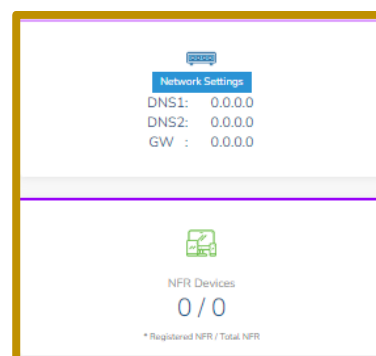 Network Settings
DNS1: 0.0.0.0
DNS2: 0.0.0.0
GW : 0.0.0.0
NFR Devices
0 / 0
* Registered NFR / Total NFR